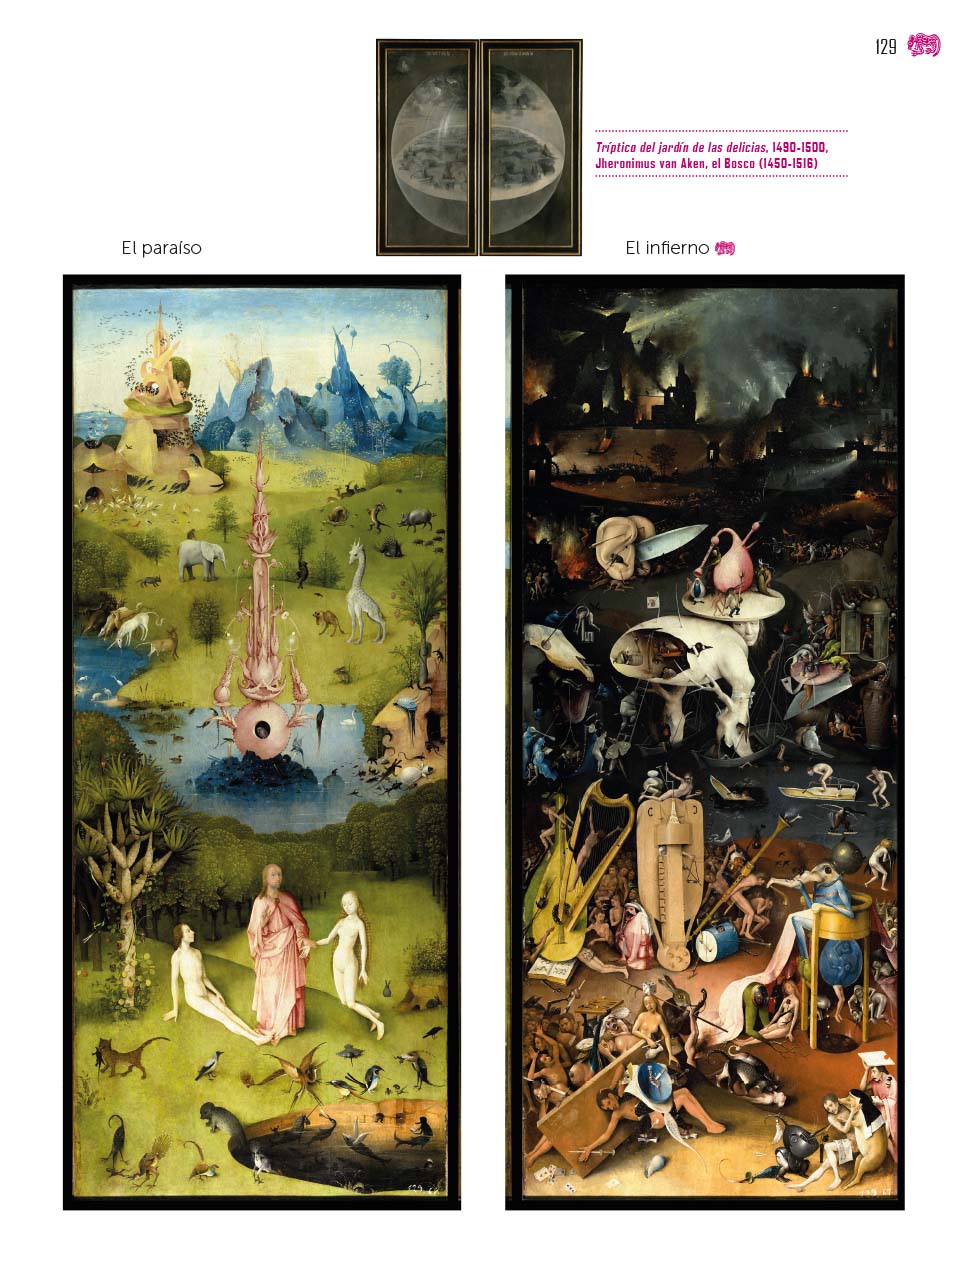 129
Tríptico del jardín de las delicias, 1490-1500,
Jheronimus van Aken, el Bosco (1450-1516)
El paraíso
El infierno